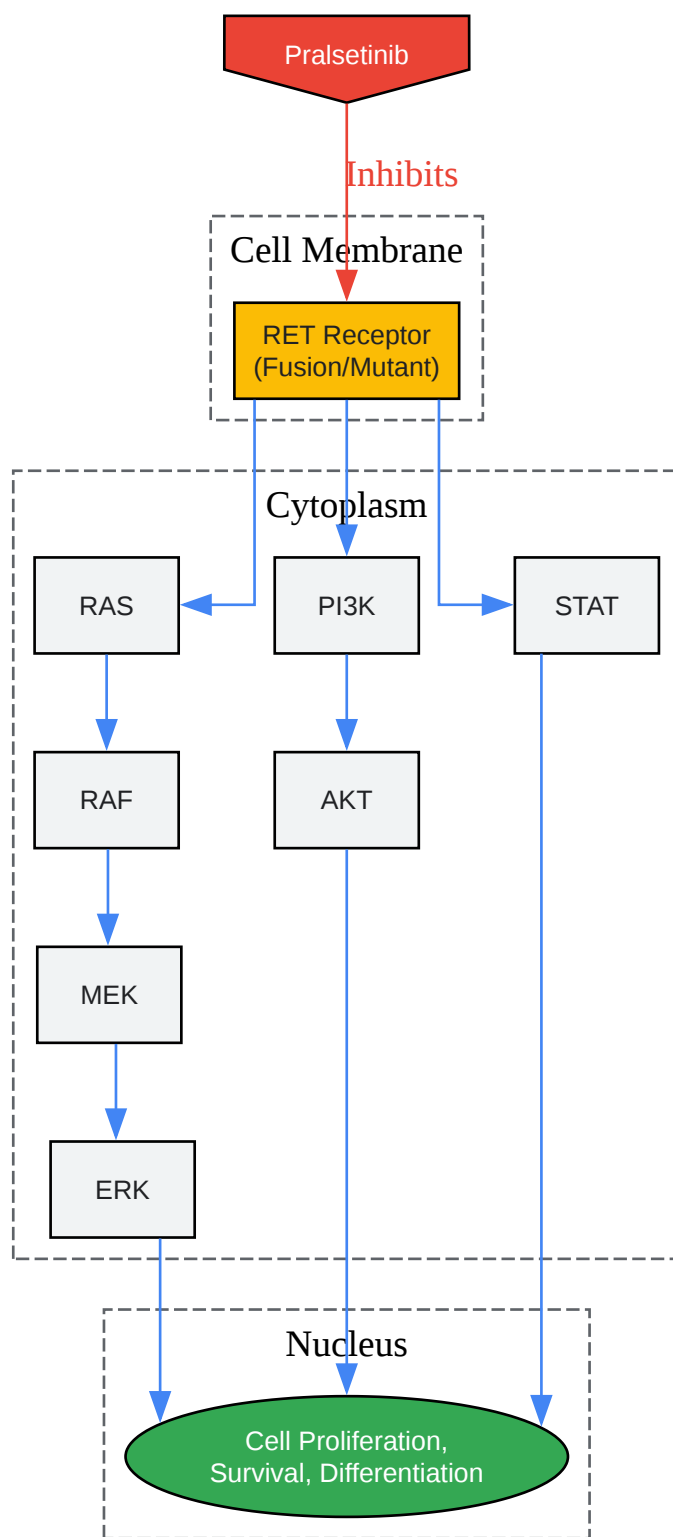 Pralsetinib
Inhibits
Cell Membrane
RET Receptor
(Fusion/Mutant)
Cytoplasm
RAS
PI3K
STAT
RAF
AKT
MEK
ERK
Nucleus
Cell Proliferation,
Survival, Differentiation